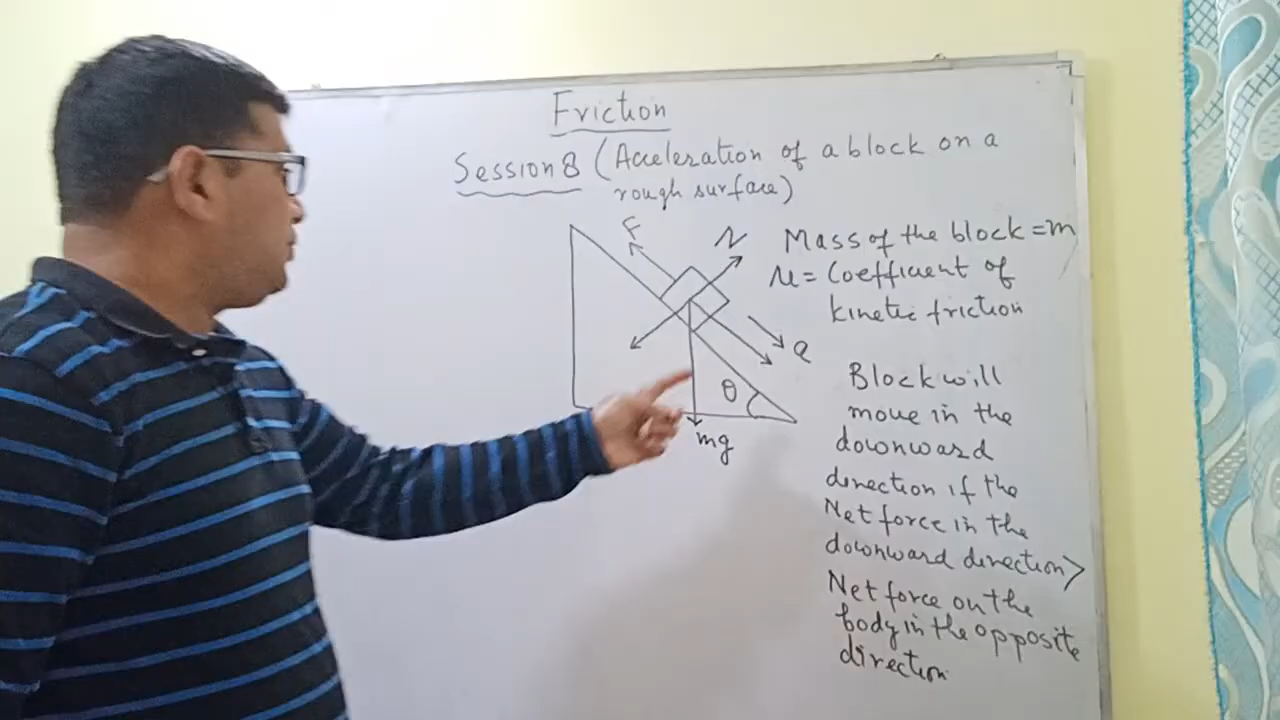 Friction
Session 8 (Acceleration of a block on a
rough surface)
F
N
Mass of the block = m
μ = Coefficient of
kinetic friction
a
θ
mg
Block will
move in the
downward
direction if the
Net force in the
downward direction >
Net force on the
body in the opposite
direction